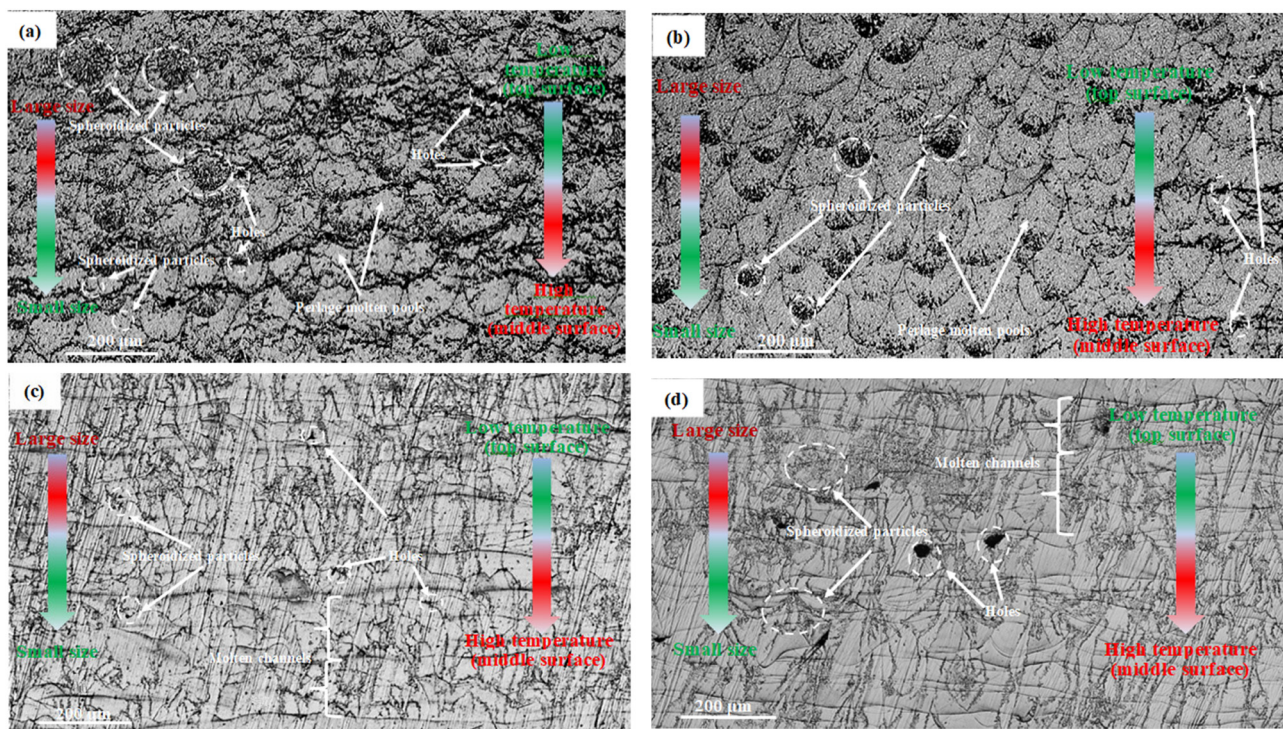 (a)
Low
temperature
(top surface)
Large size
Spheroidized particles
Holes
Holes
Spheroidized particles
Perlage molten pools
Small size
High
temperature
(middle surface)
200 μm
(b)
Large size
Low temperature
(top surface)
Spheroidized particles
Holes
Perlage molten pools
Small size
High temperature
(middle surface)
200 μm
(c)
Large size
Low temperature
(top surface)
Spheroidized particles
Holes
Small size
Molten channels
High temperature
(middle surface)
200 μm
(d)
Large size
Low temperature
(top surface)
Molten channels
Spheroidized particles
Holes
Small size
High temperature
(middle surface)
200 μm